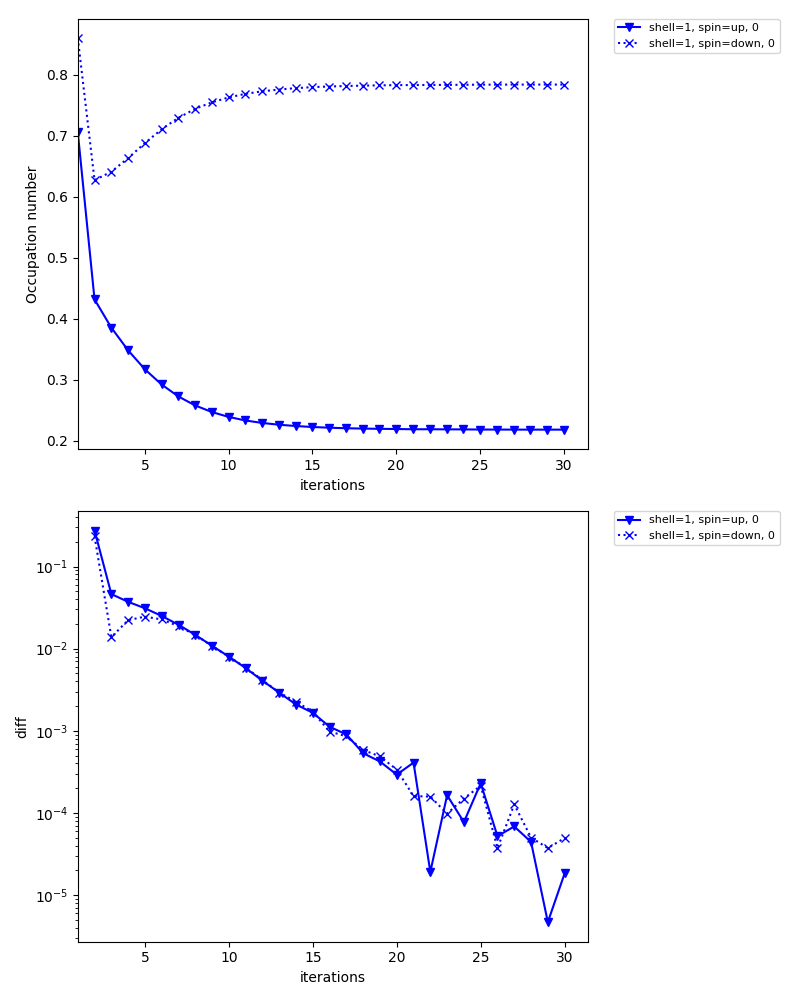 shell=1, spin=up, 0
shell=1, spin=down, 0
0.8
0.7
0.6
0.5
0.4
0.3
0.2
Occupation number
5 10 15 20 25 30
iterations
shell=1, spin=up, 0
shell=1, spin=down, 0
10⁻¹
10⁻²
10⁻³
10⁻⁴
10⁻⁵
diff
5 10 15 20 25 30
iterations